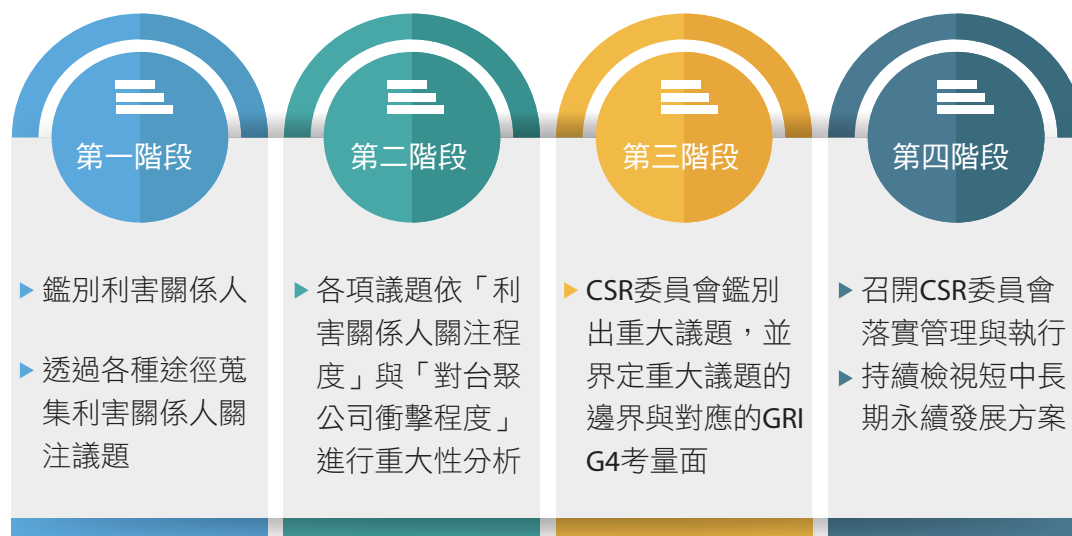 第一階段
鑑別利害關係人
透過各種途徑蒐
集利害關係人關
注議題
第二階段
各項議題依「利
害關係人關注程
度」與「對台聚
公司衝擊程度」
進行重大性分析
第三階段
CSR委員會鑑別
出重大議題，並
界定重大議題的
邊界與對應的GRI
G4考量面
第四階段
召開CSR委員會
落實管理與執行
持續檢視短中長
期永續發展方案